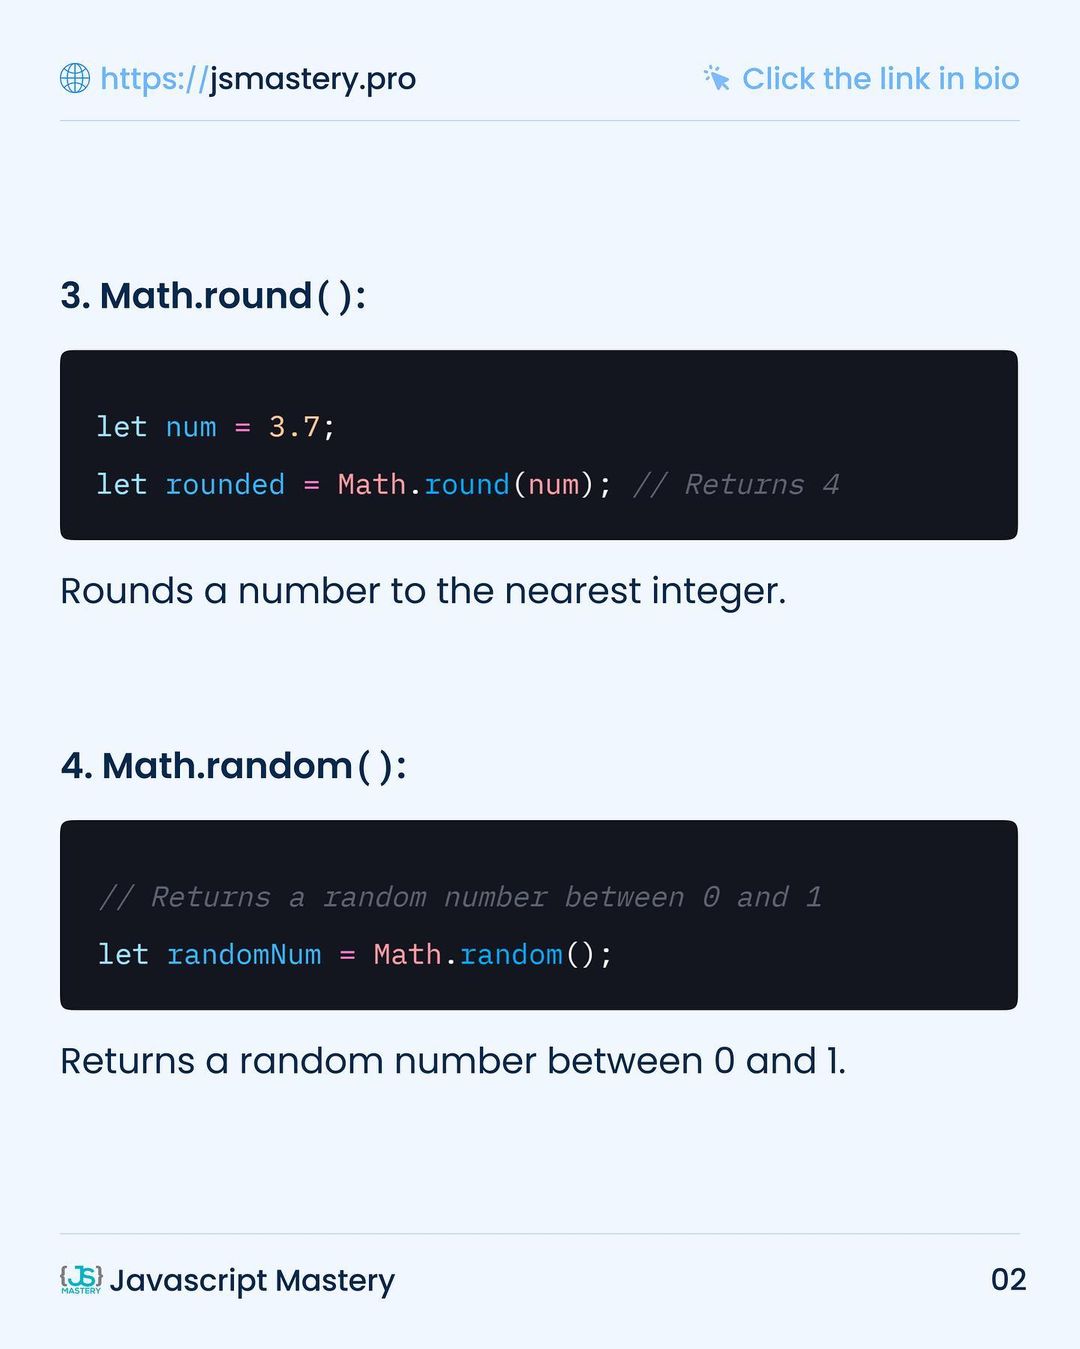 https://jsmastery.pro
Click the link in bio
3. Math.round():
let num = 3.7;
let rounded = Math.round(num); // Returns 4
Rounds a number to the nearest integer.
4. Math.random():
// Returns a random number between 0 and 1
let randomNum = Math.random();
Returns a random number between 0 and 1.
{JS}
MASTERY
Javascript Mastery
02